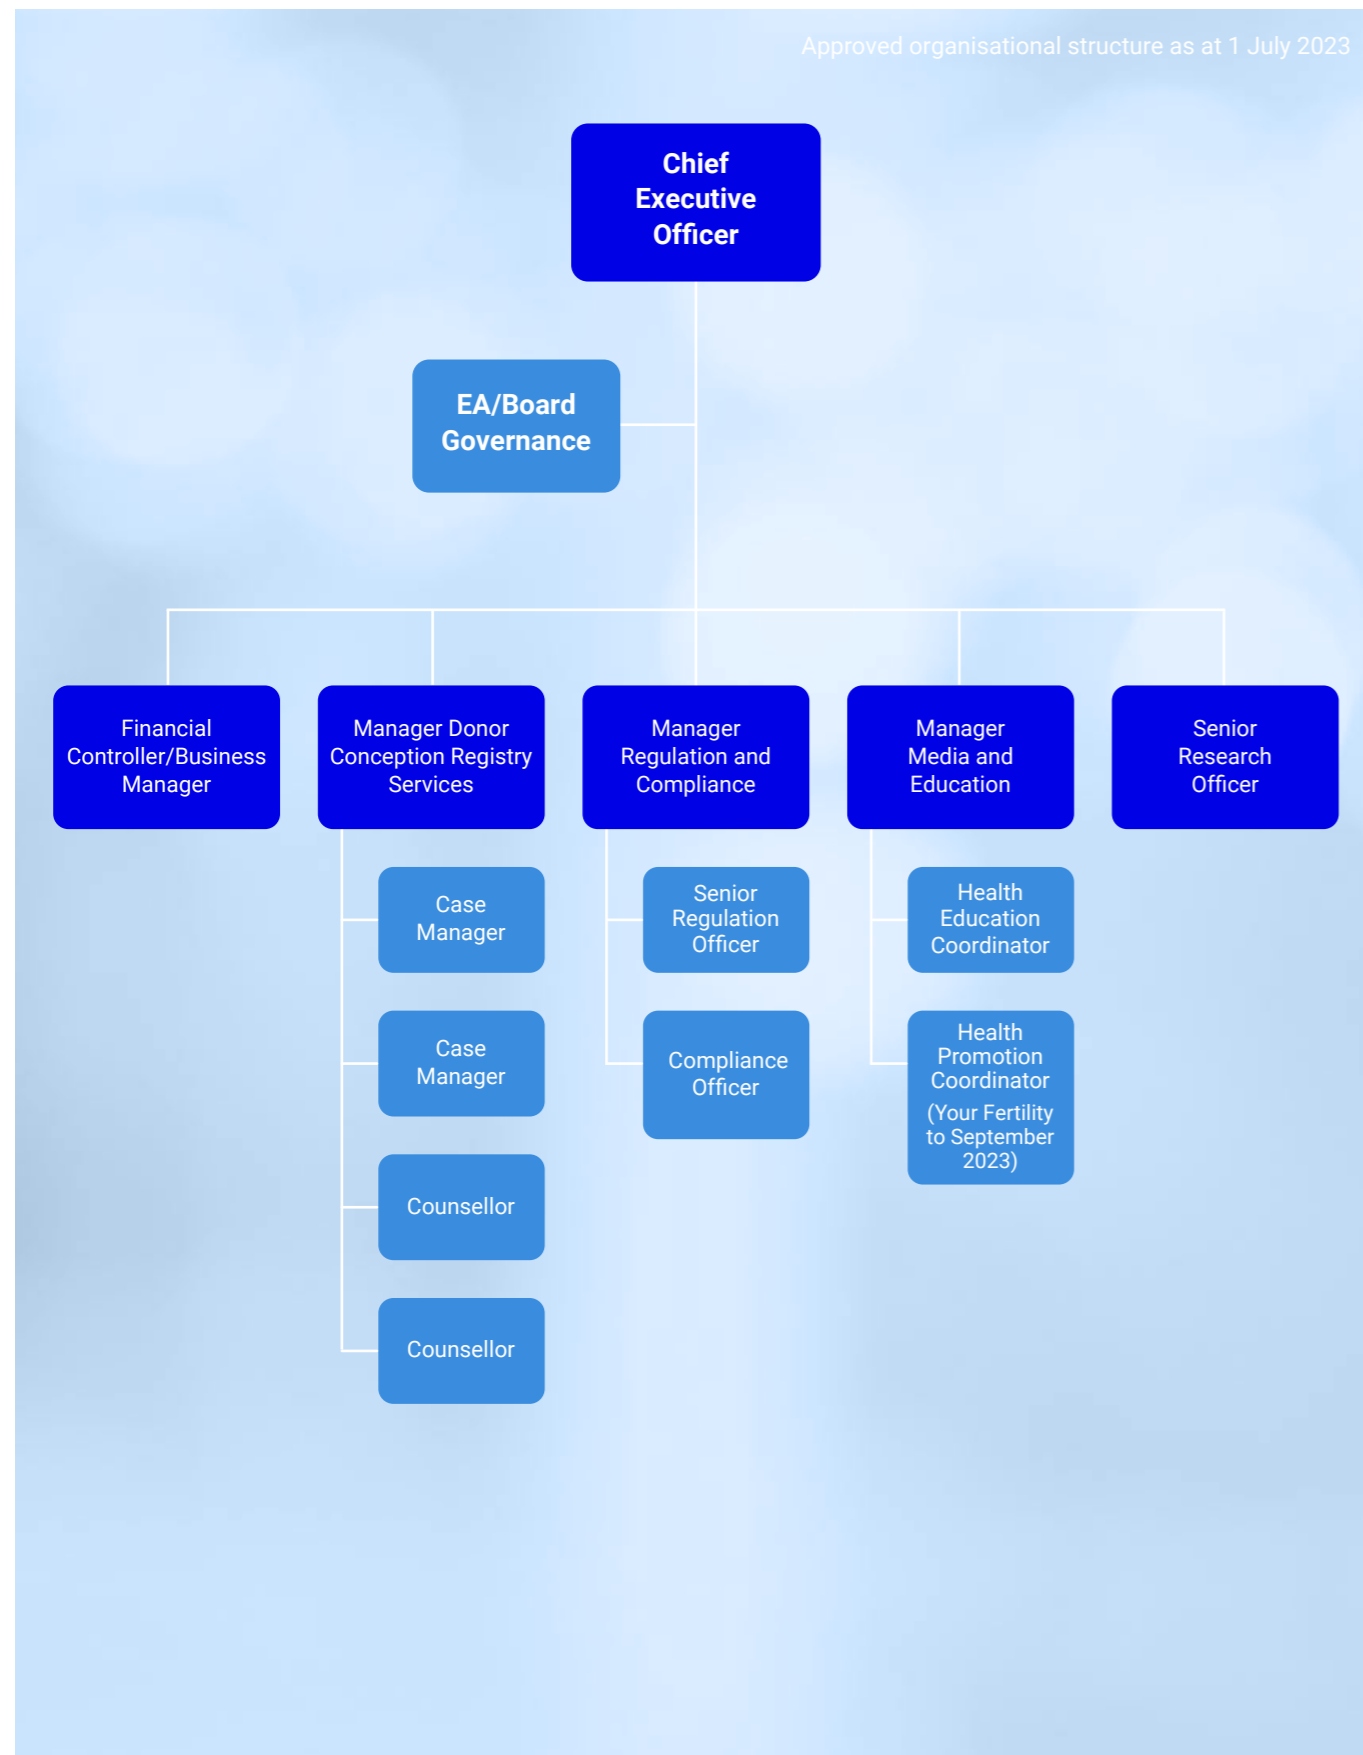 Approved organisational structure as at 1 July 2023
Chief
Executive
Officer
EA/Board
Governance
Financial
Controller/Business
Manager
Manager Donor
Conception Registry
Services
Manager
Regulation and
Compliance
Manager
Media and
Education
Senior
Research
Officer
Case
Manager
Case
Manager
Counsellor
Counsellor
Senior
Regulation
Officer
Compliance
Officer
Health
Education
Coordinator
Health
Promotion
Coordinator
(Your Fertility
to September
2023)